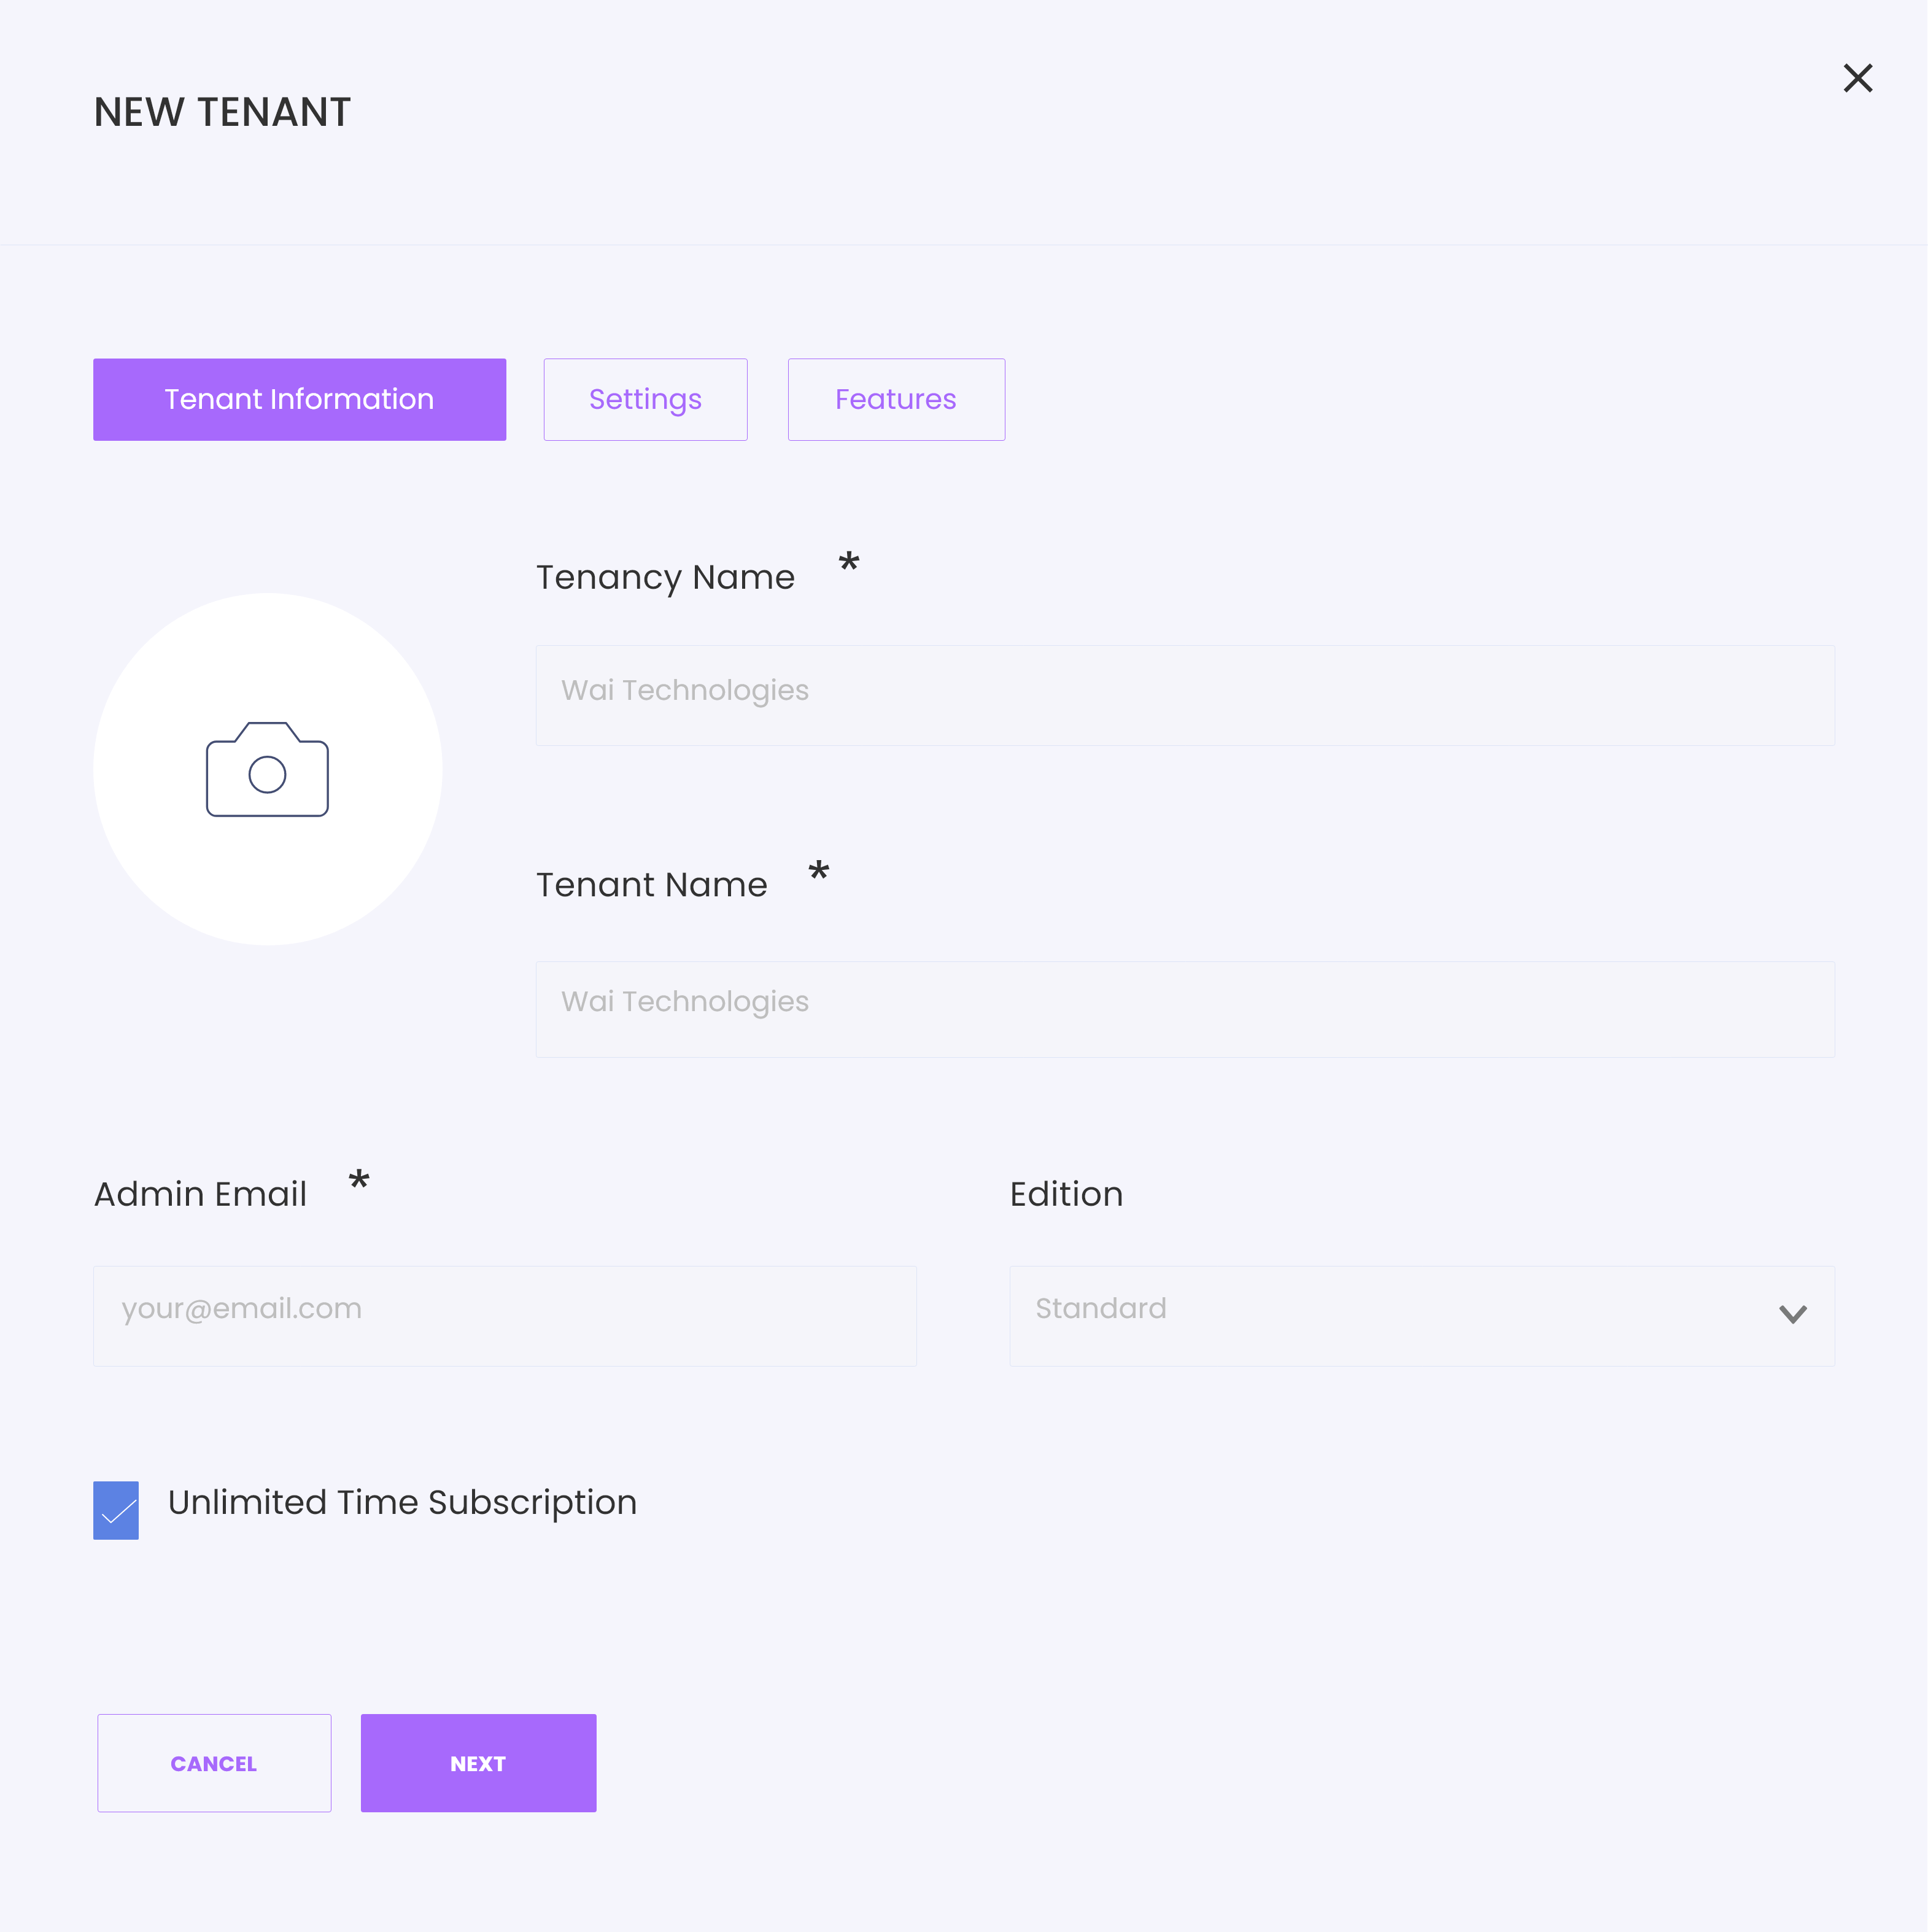 NEW TENANT
Tenant Information
Settings
Features
Tenancy Name *
Wai Technologies
Tenant Name *
Wai Technologies
Admin Email *
your@email.com
Edition
Standard
Unlimited Time Subscription
CANCEL
NEXT